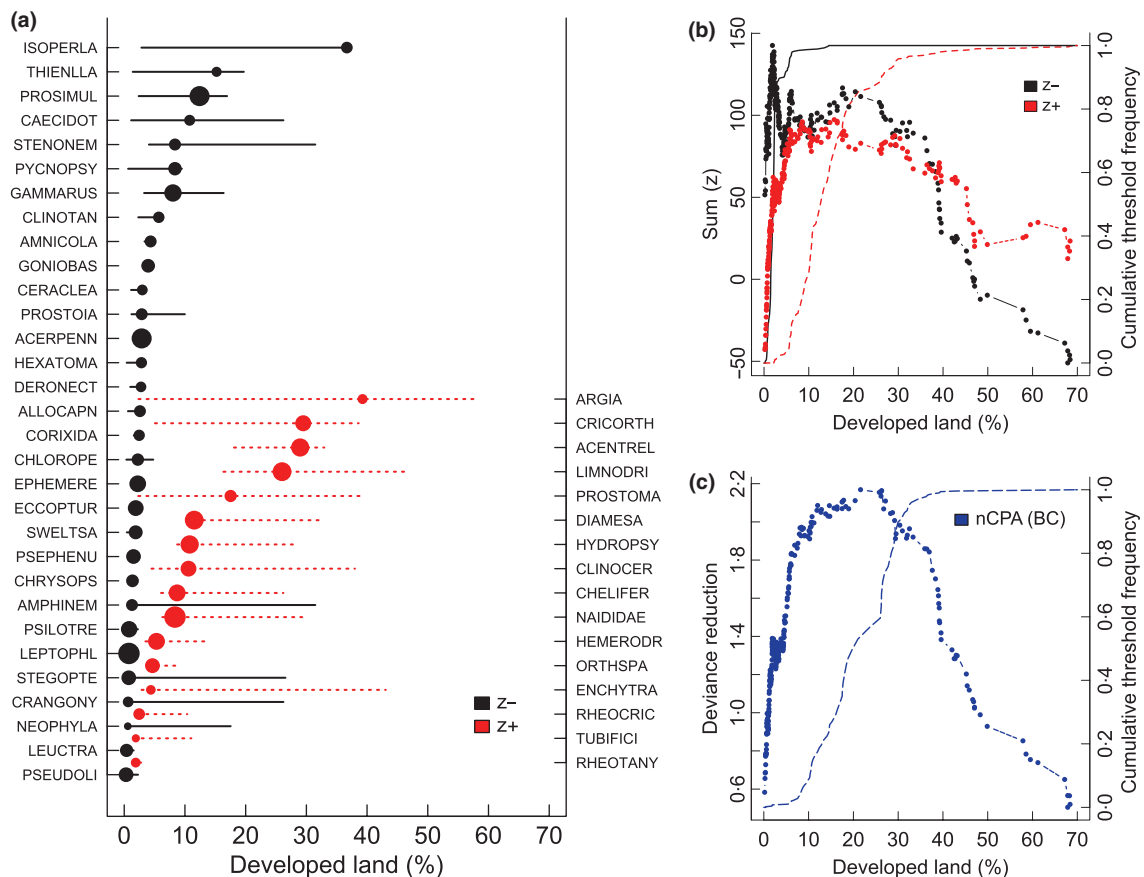 (a)
ISOPERLA
THIENLLA
PROSIMUL
CAECIDOT
STENONEM
PYCNOPSY
GAMMARUS
CLINOTAN
AMNICOLA
GONIOBAS
CERACLEA
PROSTOIA
ACERPENN
HEXATOMA
DERONECT
ALLOCAPN
CORIXIDA
CHLOROPE
EPHEMERE
ECCOPTUR
SWELTSA
PSEPHENU
CHRYSOPS
AMPHINEM
PSILOTRE
LEPTOPHL
STEGOPTE
CRANGONY
NEOPHYLA
LEUCTRA
PSEUDOLI
ARGIA
CRICORTH
ACENTREL
LIMNODRI
PROSTOMA
DIAMESA
HYDROPSY
CLINOCER
CHELIFER
NAIDIDAE
HEMERODR
ORTHSPA
ENCHYTRA
RHEOCRIC
TUBIFICI
RHEOTANY
z−
z+
0 10 20 30 40 50 60 70
Developed land (%)
(b)
150
100
50
0
−50
Sum (z)
z−
z+
1·0
0·8
0·6
0·4
0·2
0·0
Cumulative threshold frequency
0 10 20 30 40 50 60 70
Developed land (%)
(c)
2·2
1·8
1·4
1·0
0·6
Deviance reduction
nCPA (BC)
1·0
0·8
0·6
0·4
0·2
0·0
Cumulative threshold frequency
0 10 20 30 40 50 60 70
Developed land (%)